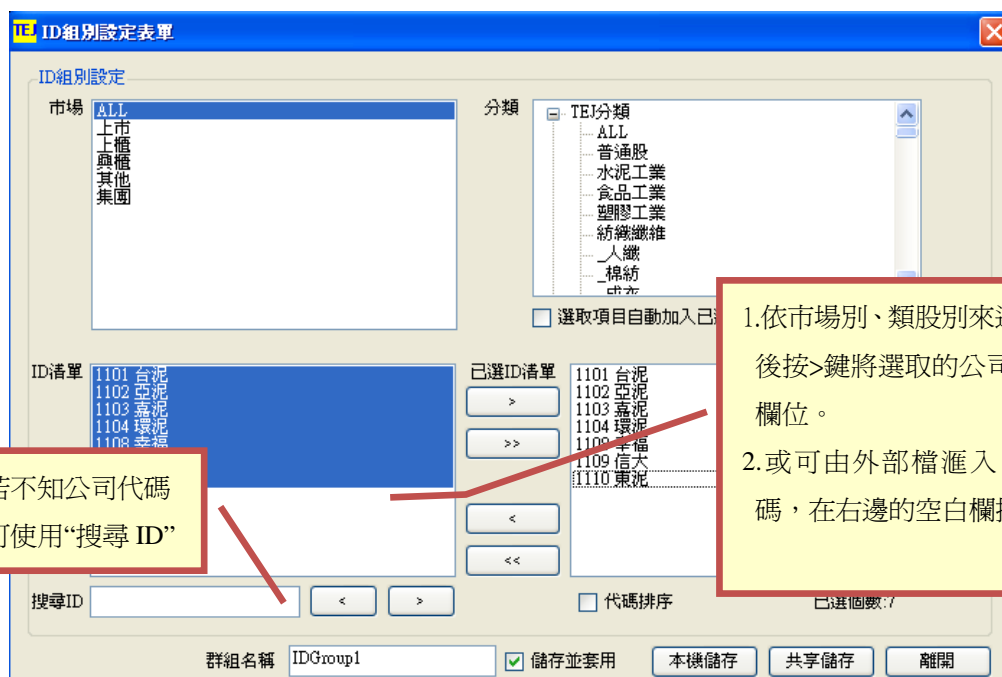 TEJ ID組別設定表單
ID組別設定
市場
ALL
上市
上櫃
興櫃
其他
集團
分類
TEJ分類
ALL
普通股
水泥工業
食品工業
塑膠工業
紡織纖維
_人纖
_棉紡
_成衣
選取項目自動加入已
ID清單
1101 台泥
1102 亞泥
1103 嘉泥
1104 環泥
1108 幸福
已選ID清單
>
>>
<
<<
1101 台泥
1102 亞泥
1103 嘉泥
1104 環泥
1108 幸福
1109 信大
1110 東泥
1.依市場別、類股別來
後按>鍵將選取的公司
欄位。
2.或可由外部檔滙入
碼，在右邊的空白欄
若不知公司代碼
可使用“搜尋 ID”
搜尋ID
<
>
代碼排序
已選個數:7
群組名稱
IDGroup1
儲存並套用
本機儲存
共享儲存
離開